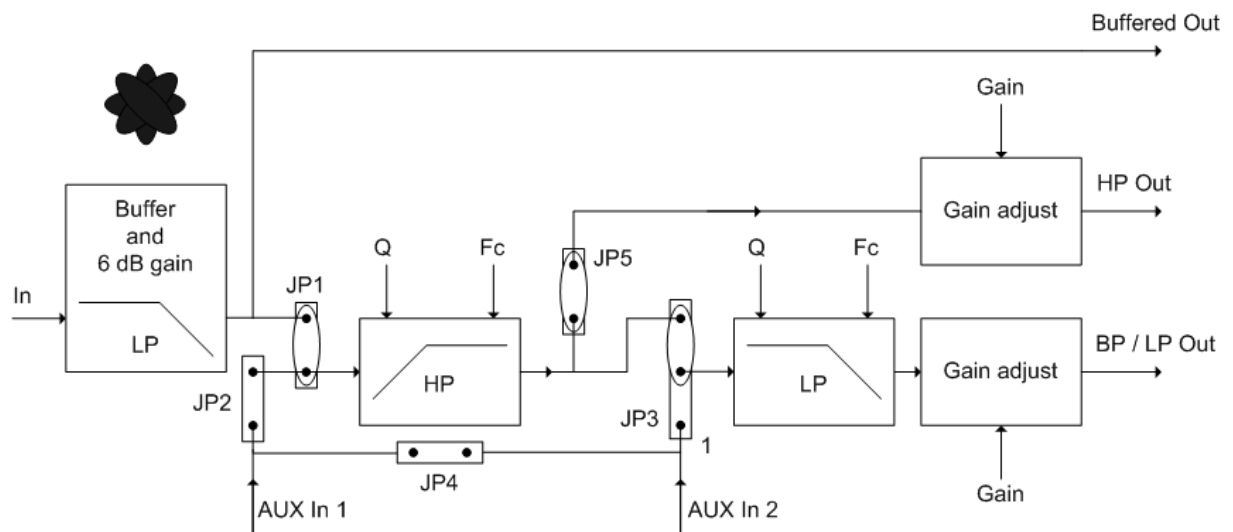 Buffered Out
Gain
Buffer
and
6 dB gain
Gain adjust
HP Out
Q
Fc
JP5
Q
Fc
In
JP1
LP
HP
JP2
JP3
LP
Gain adjust
BP / LP Out
1
JP4
AUX In 1
AUX In 2
Gain